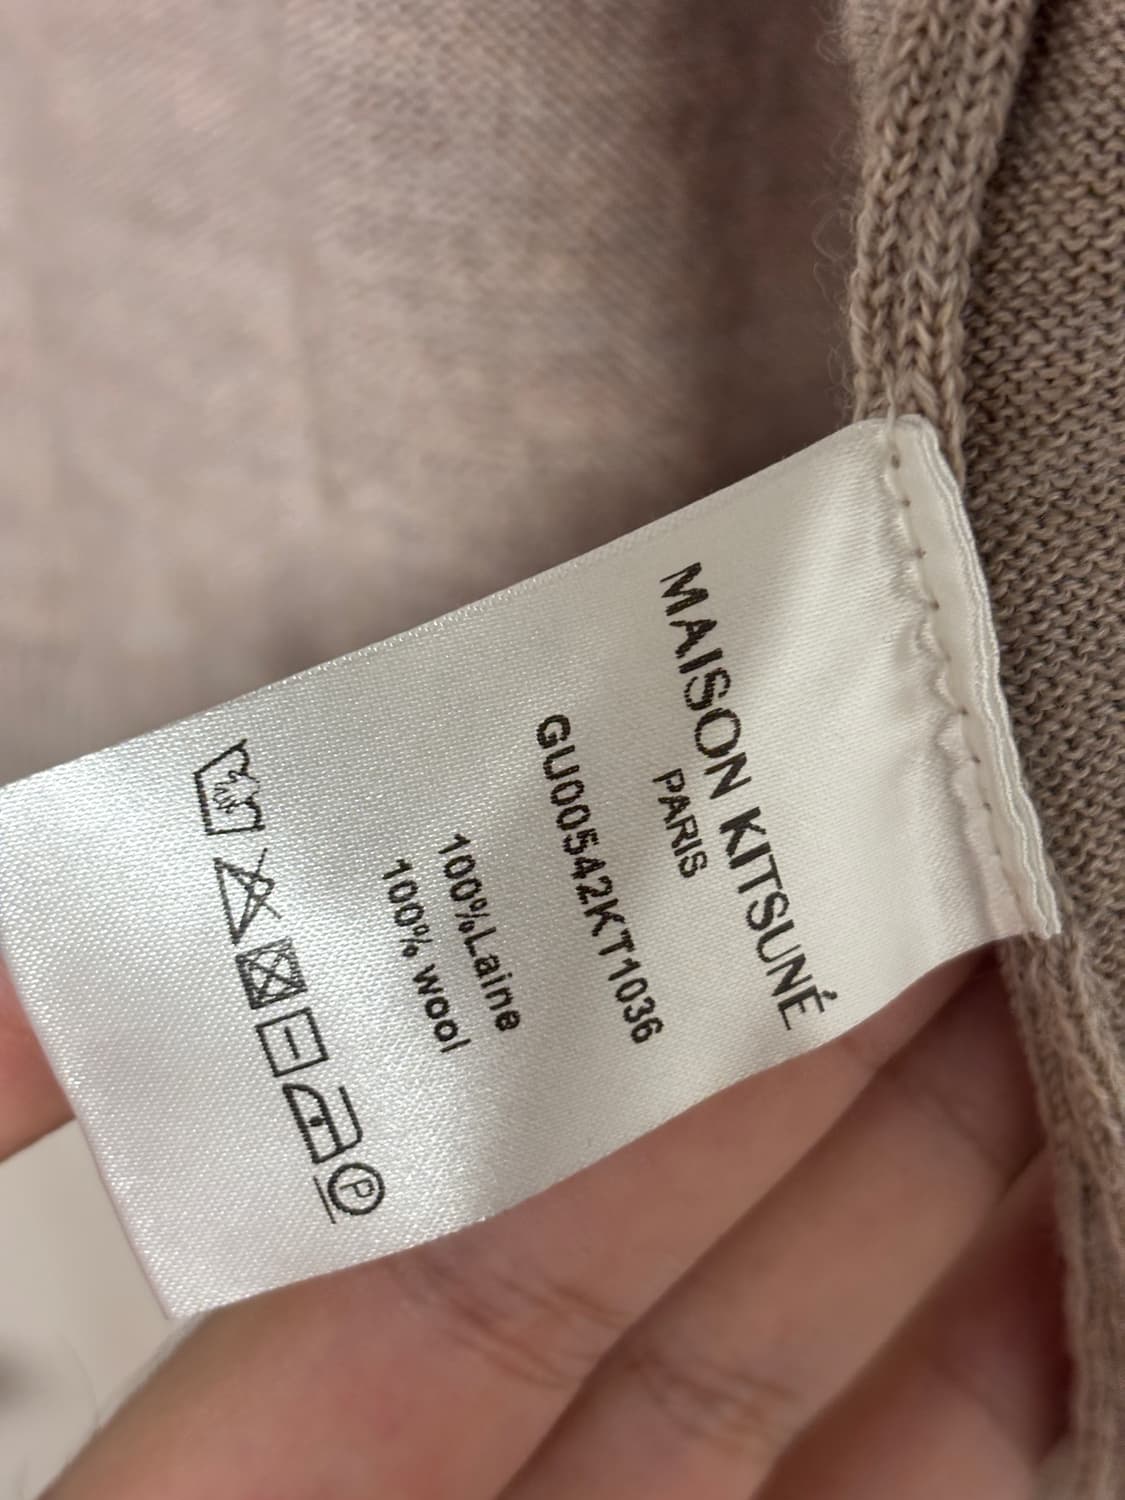 MAISON KITSUNÉ
PARIS
GU00542KT1036
100%Laine
100% wool
P